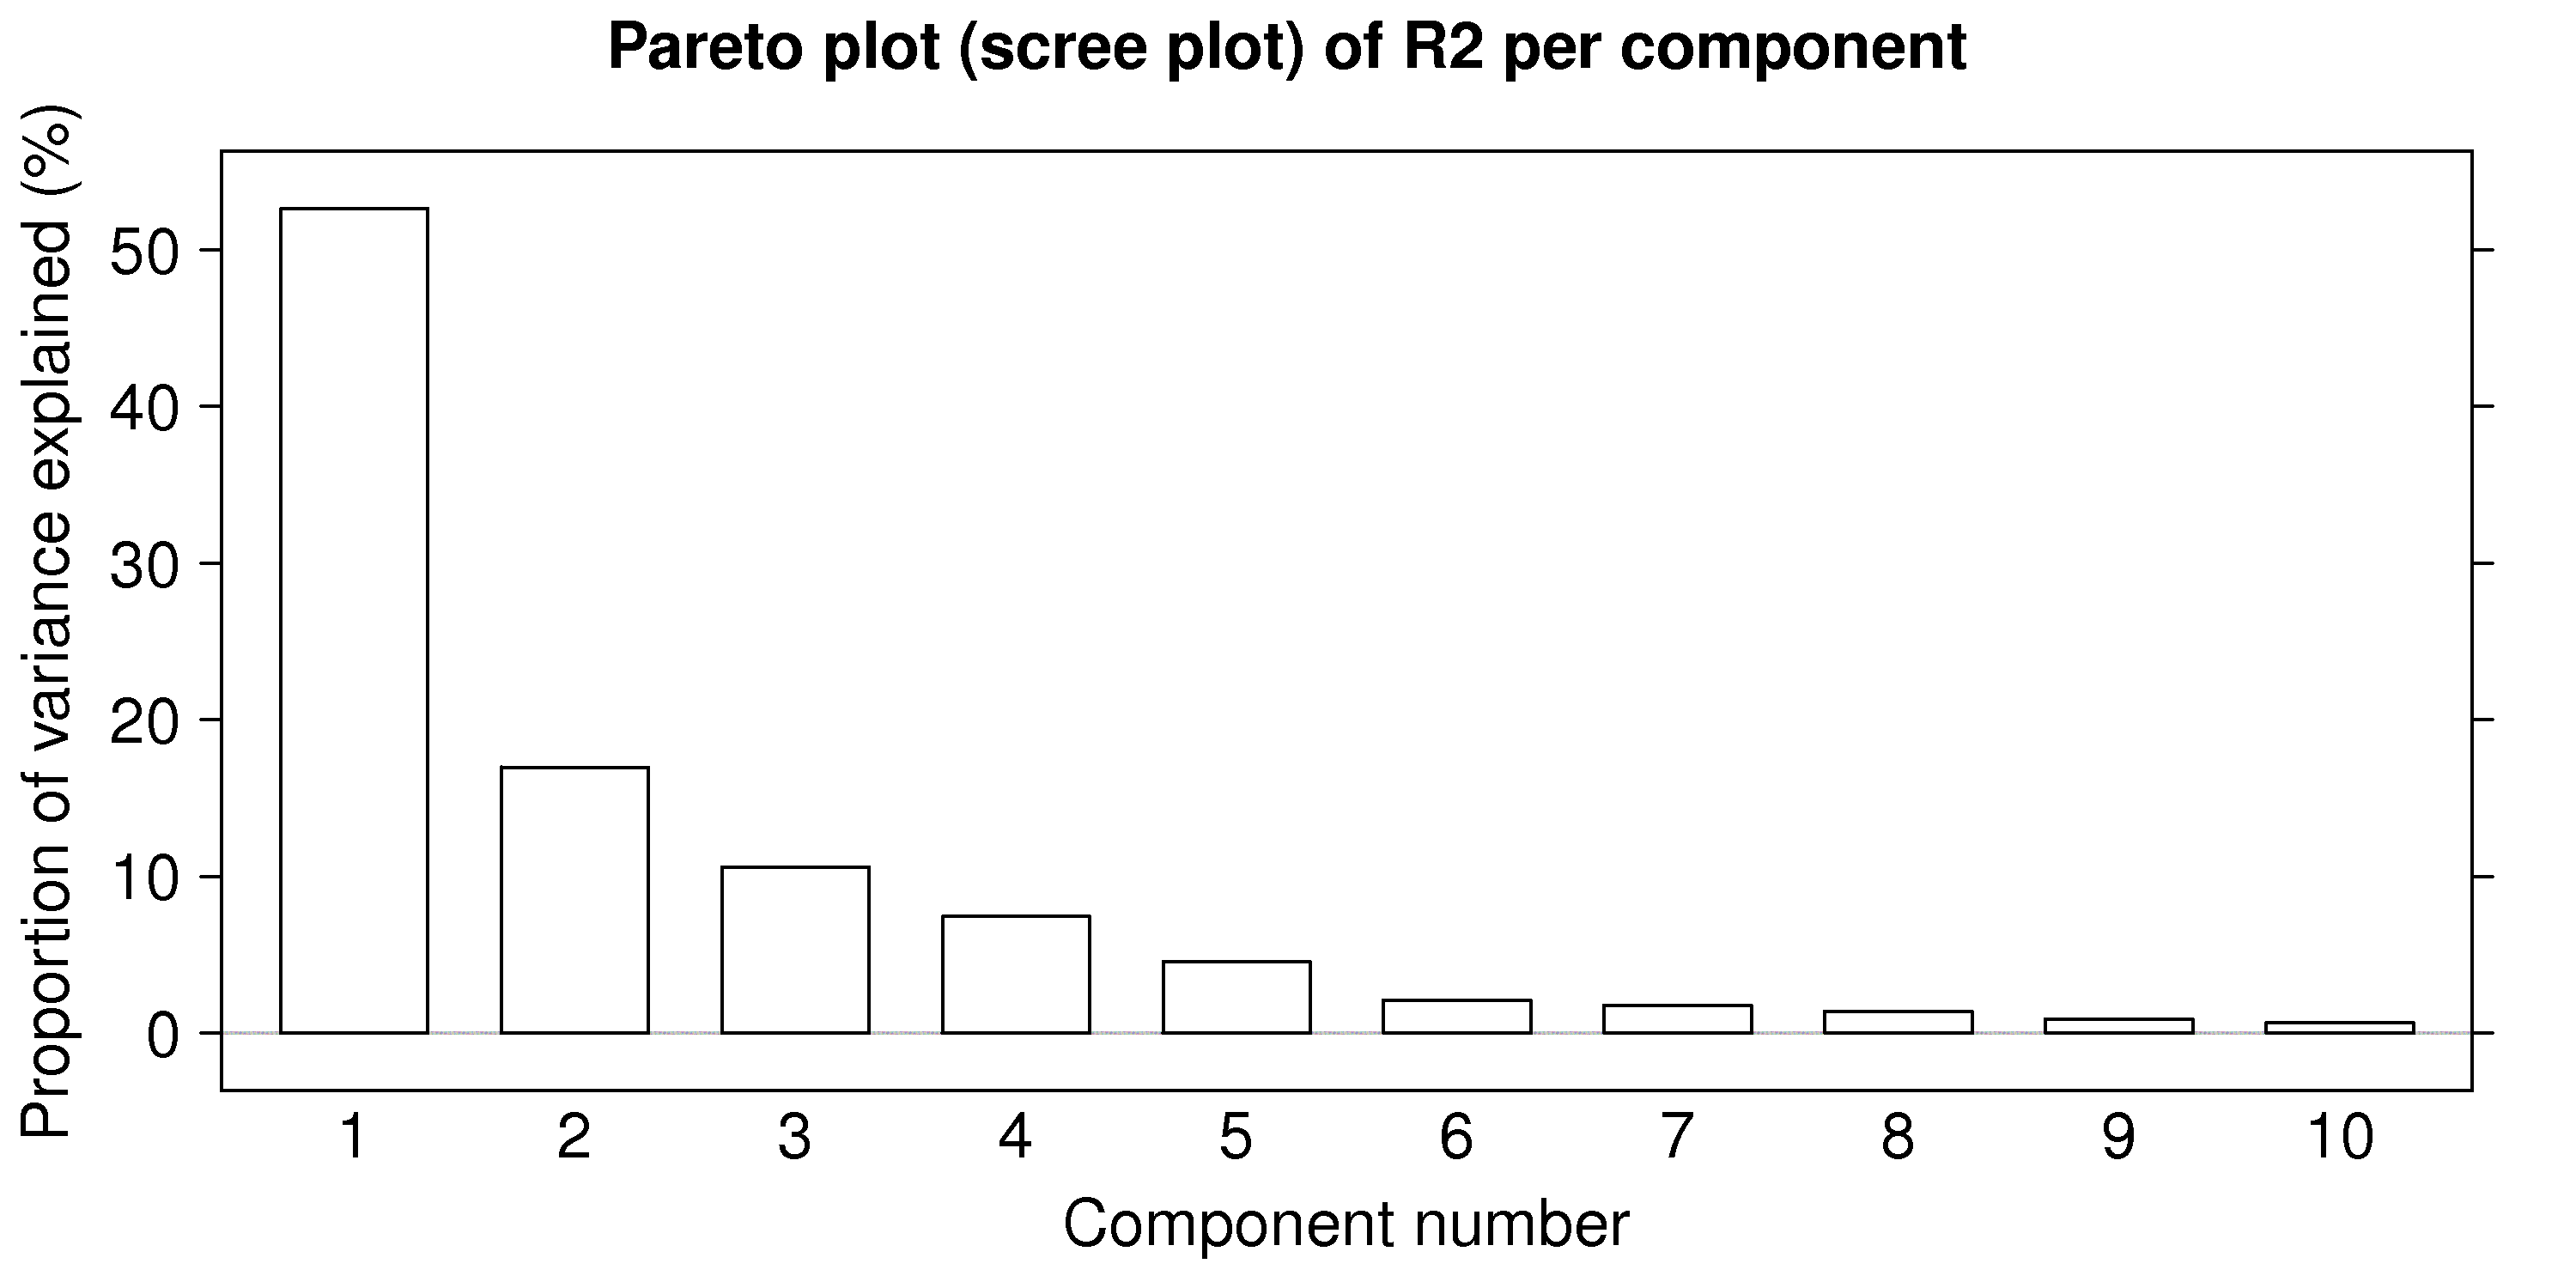 Pareto plot (scree plot) of R2 per component
Proportion of variance explained (%)
50
40
30
20
10
0
1 2 3 4 5 6 7 8 9 10
Component number